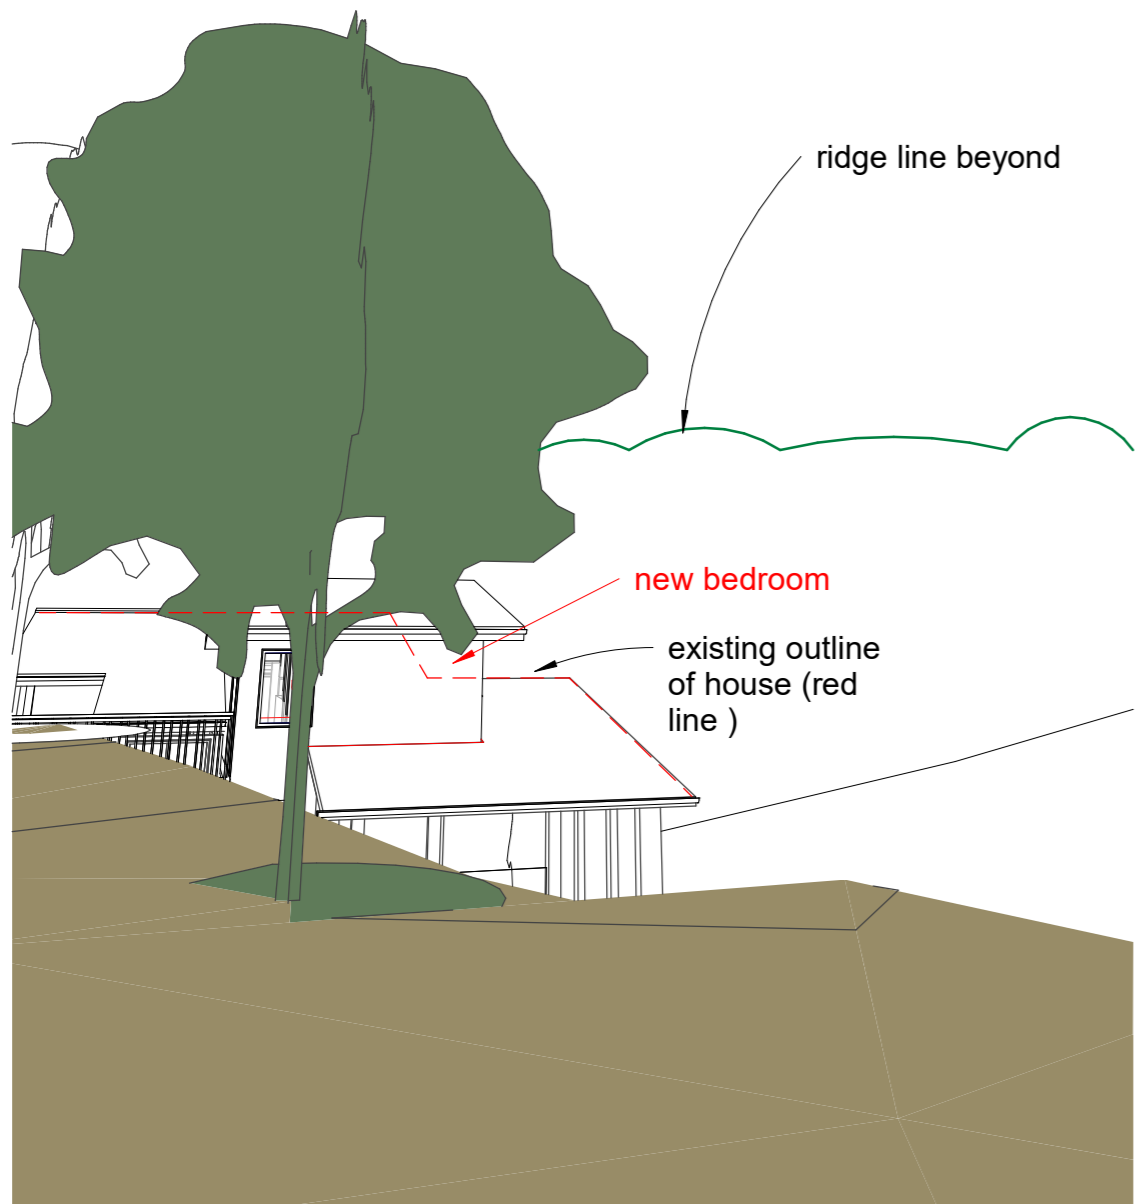 ridge line beyond
new bedroom
existing outline
of house (red
line )